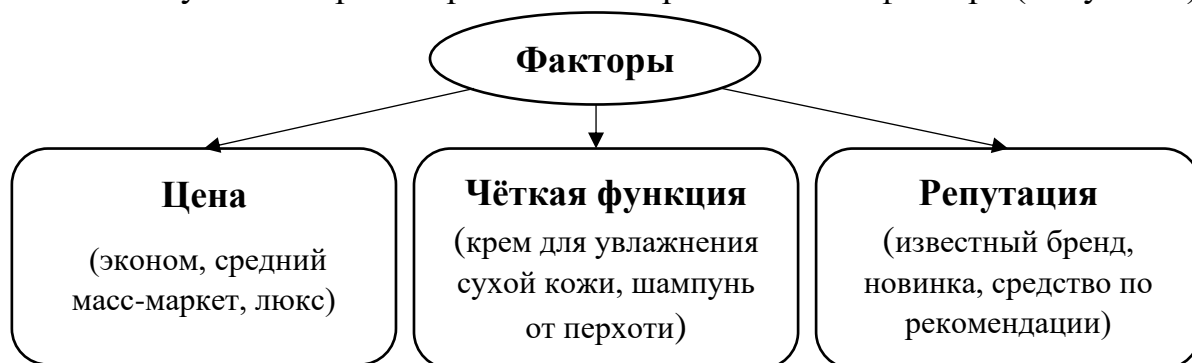 Факторы
Цена
(эконом, средний
масс-маркет, люкс)
Чёткая функция
(крем для увлажнения
сухой кожи, шампунь
от перхоти)
Репутация
(известный бренд,
новинка, средство по
рекомендации)